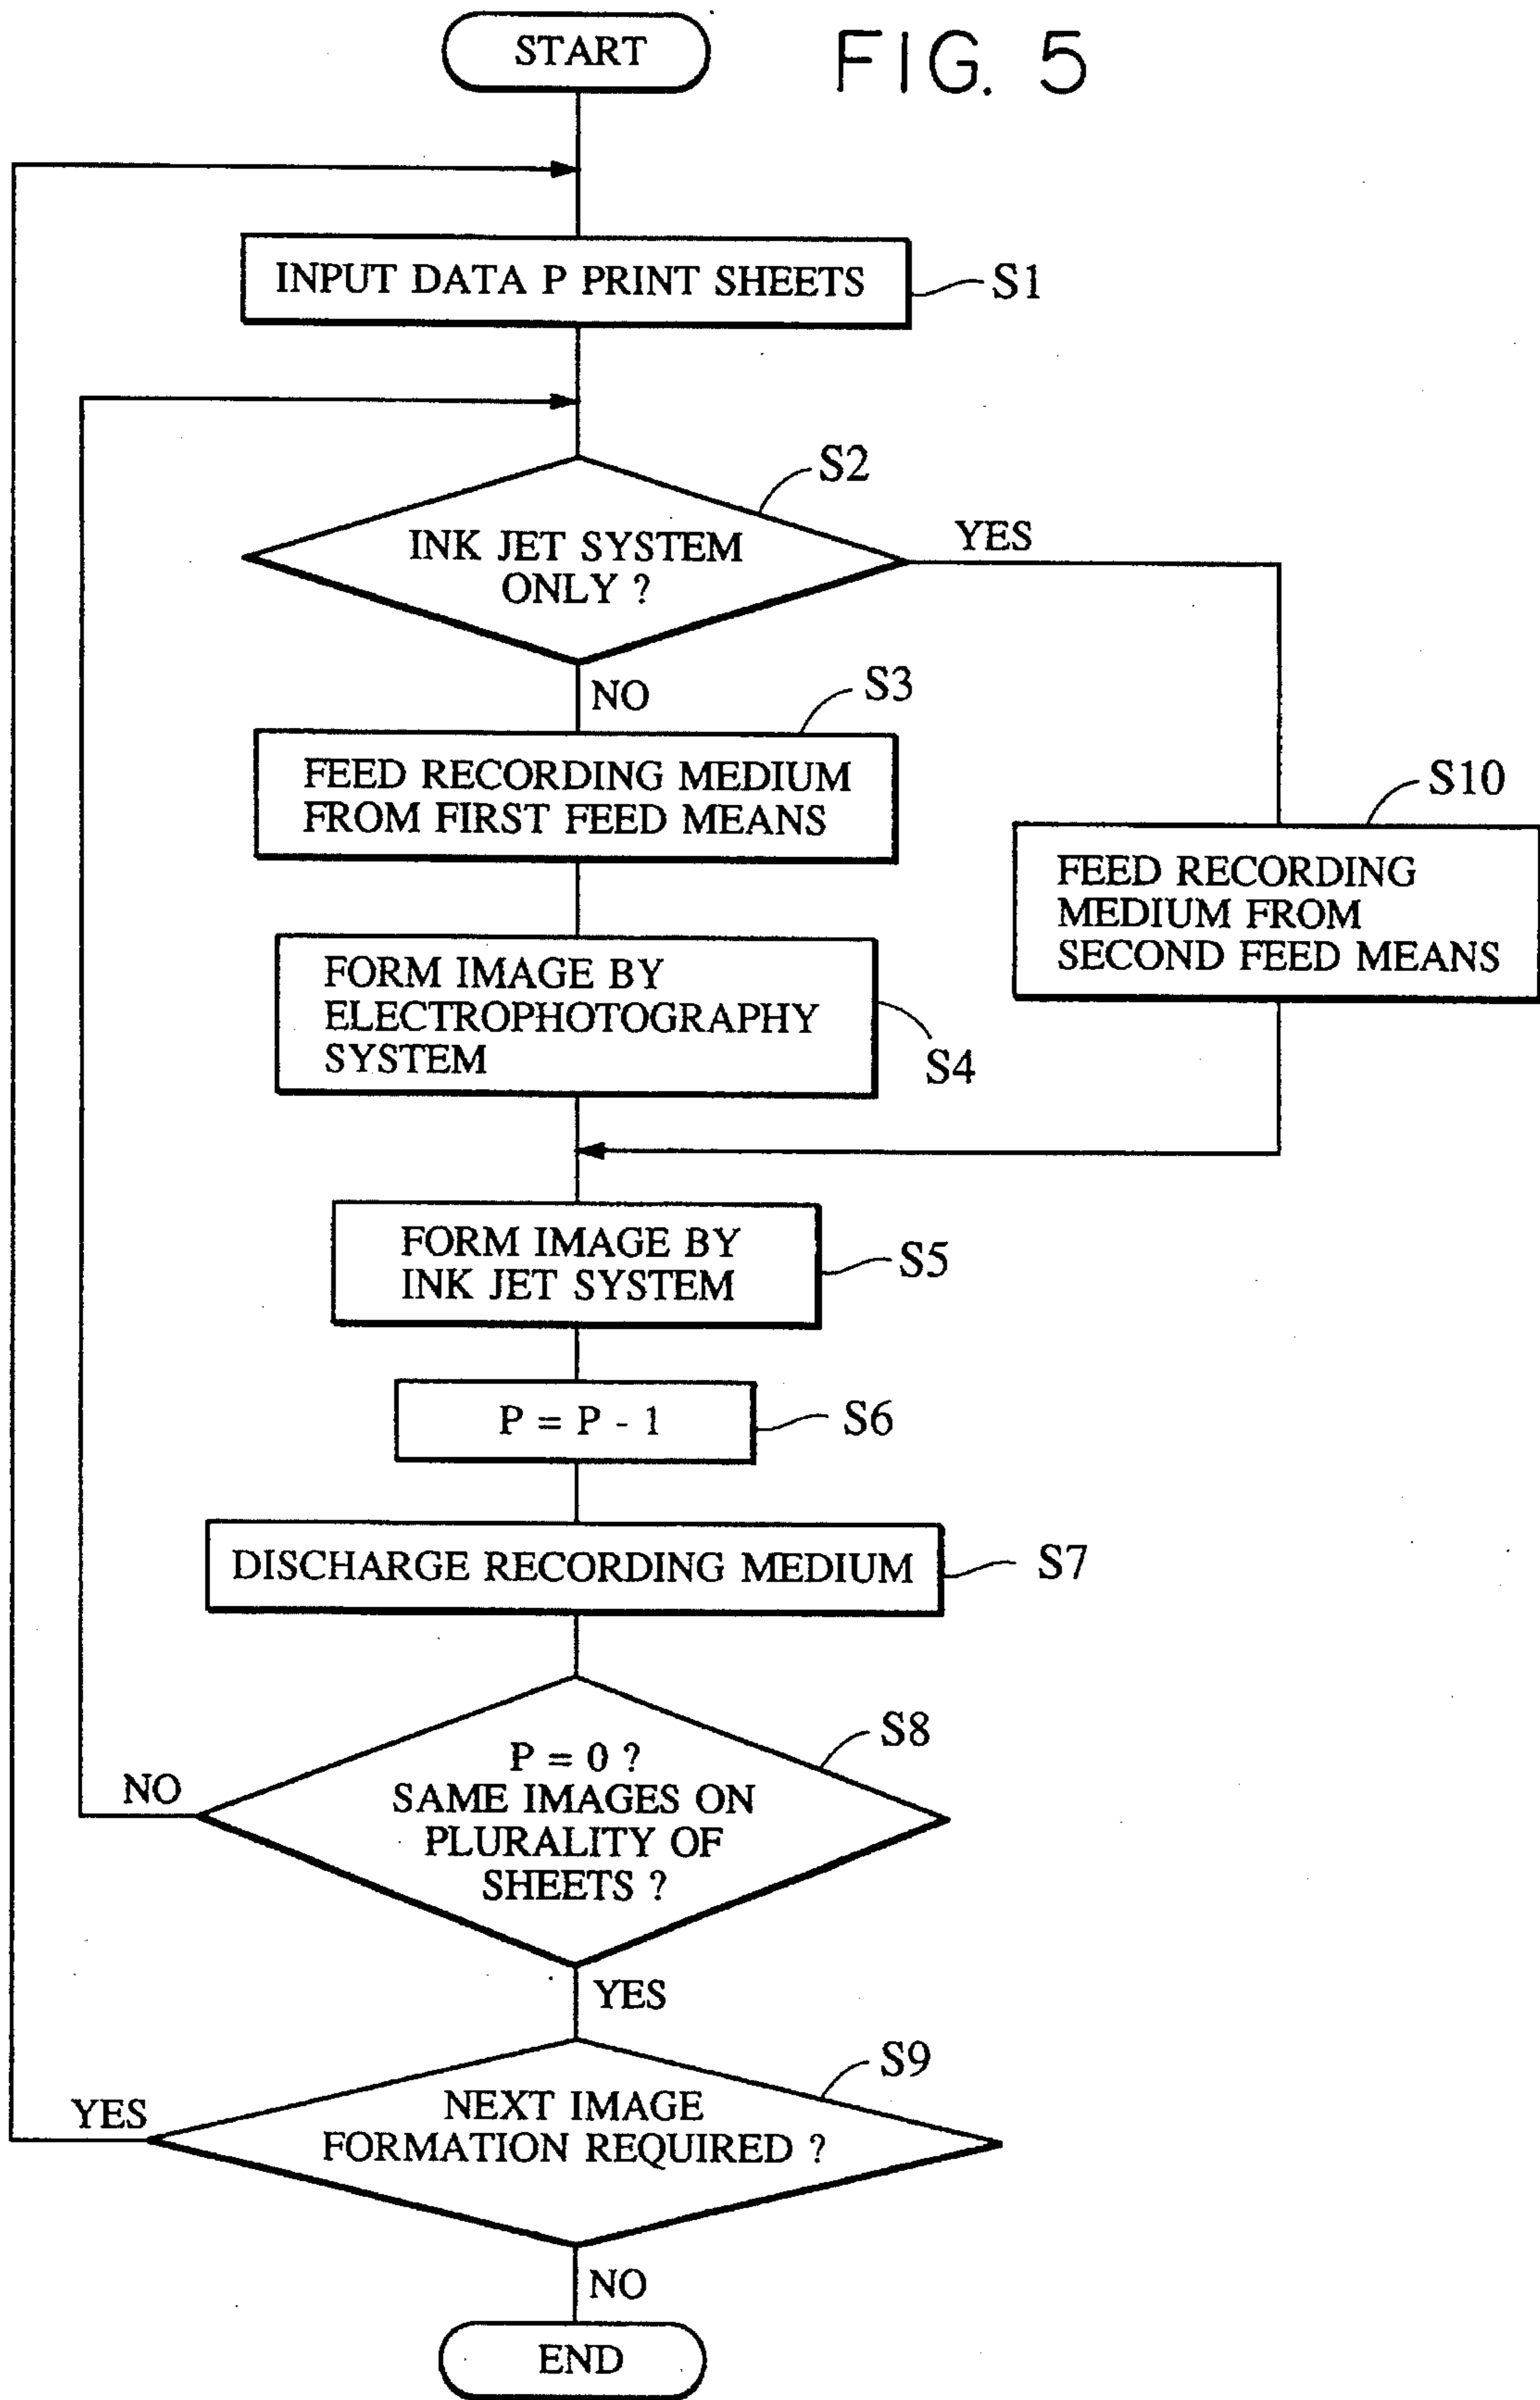 START
FIG. 5
INPUT DATA P PRINT SHEETS
S1
S2
INK JET SYSTEM
ONLY ?
YES
NO
S3
FEED RECORDING MEDIUM
FROM FIRST FEED MEANS
S10
FEED RECORDING
MEDIUM FROM
SECOND FEED MEANS
FORM IMAGE BY
ELECTROPHOTOGRAPHY
SYSTEM
S4
FORM IMAGE BY
INK JET SYSTEM
S5
P = P - 1
S6
DISCHARGE RECORDING MEDIUM
S7
S8
P = 0 ?
SAME IMAGES ON
PLURALITY OF
SHEETS ?
NO
YES
S9
NEXT IMAGE
FORMATION REQUIRED ?
YES
NO
END